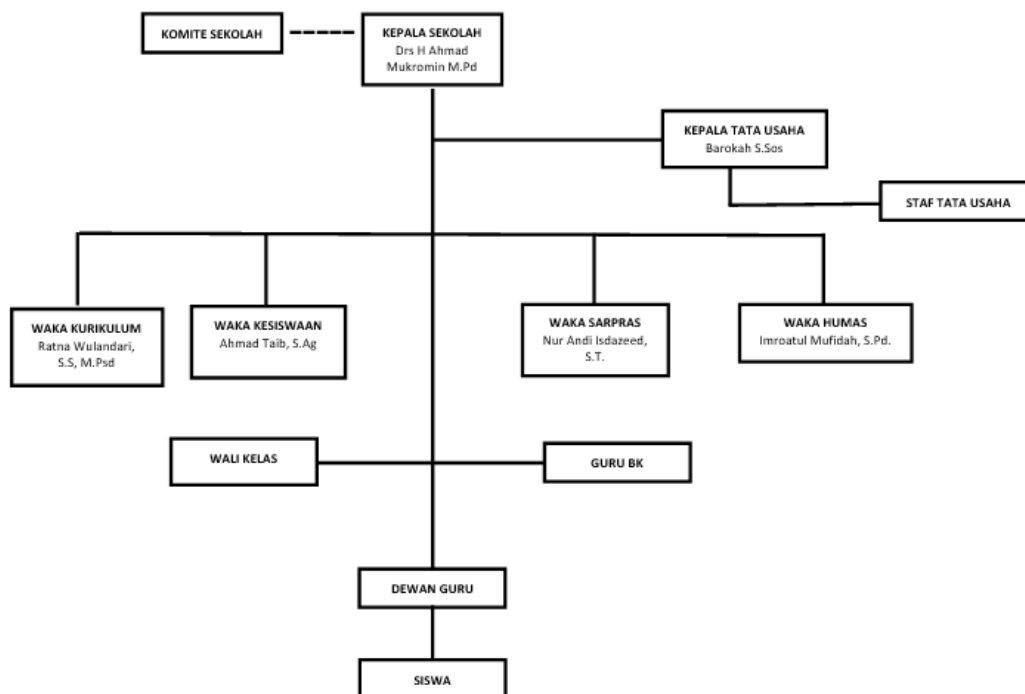 KOMITE SEKOLAH
KEPALA SEKOLAH
Drs H Ahmad
Mukromin M.Pd
KEPALA TATA USAHA
Barokah S.Sos
STAF TATA USAHA
WAKA KURIKULUM
Ratna Wulandari,
S.S, M.Psd
WAKA KESISWAAN
Ahmad Taib, S.Ag
WAKA SARPRAS
Nur Andi Isdazeed,
S.T.
WAKA HUMAS
Imroatul Mufidah, S.Pd.
WALI KELAS
GURU BK
DEWAN GURU
SISWA